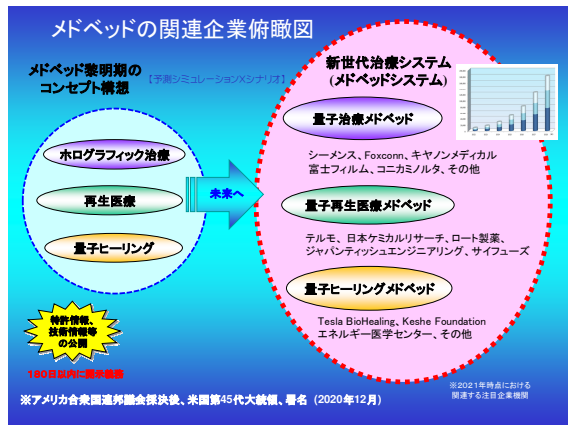 メドベッドの関連企業俯瞰図
メドベッド黎明期の
コンセプト構想
【予測シミュレーションXシナリオ】
新世代治療システム
(メドベッドシステム)
ホログラフィック治療
再生医療
量子ヒーリング
未来へ
量子治療メドベッド
シーメンス、Foxconn、キヤノンメディカル
富士フィルム、コニカミノルタ、その他
量子再生医療メドベッド
テルモ、日本ケミカルリサーチ、ロート製薬、
ジャパンティッシュエンジニアリング、サイフューズ
量子ヒーリングメドベッド
Tesla BioHealing、Keshe Foundation
エネルギー医学センター、その他
特許情報、
技術情報等
の公開
180日以内に開示義務
※アメリカ合衆国連邦議会採決後、米国第45代大統領、署名 (2020年12月)
※2021年時点における
関連する注目企業機関